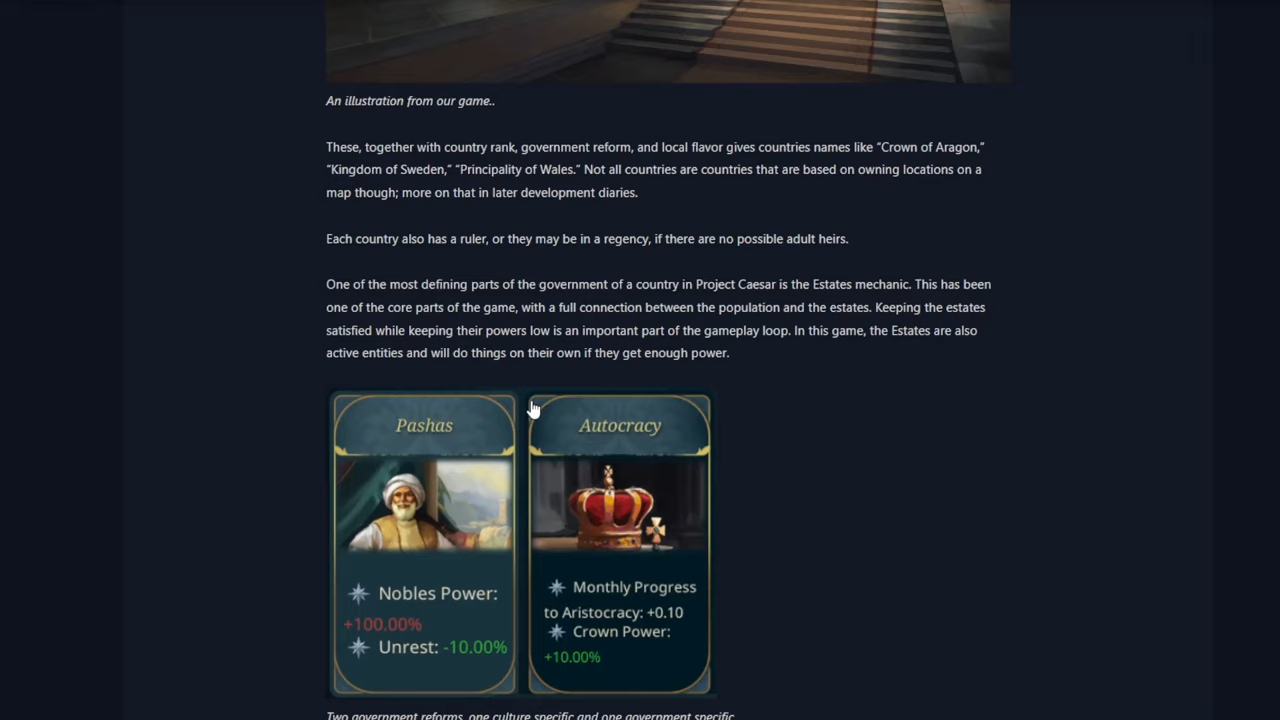 An illustration from our game..
These, together with country rank, government reform, and local flavor gives countries names like “Crown of Aragon,”
“Kingdom of Sweden,” “Principality of Wales.” Not all countries are countries that are based on owning locations on a
map though; more on that in later development diaries.
Each country also has a ruler, or they may be in a regency, if there are no possible adult heirs.
One of the most defining parts of the government of a country in Project Caesar is the Estates mechanic. This has been
one of the core parts of the game, with a full connection between the population and the estates. Keeping the estates
satisfied while keeping their powers low is an important part of the gameplay loop. In this game, the Estates are also
active entities and will do things on their own if they get enough power.
Pashas
Nobles Power:
+100.00%
Unrest: -10.00%
Autocracy
Monthly Progress
to Aristocracy: +0.10
Crown Power:
+10.00%
Two government reforms, one culture specific and one government specific